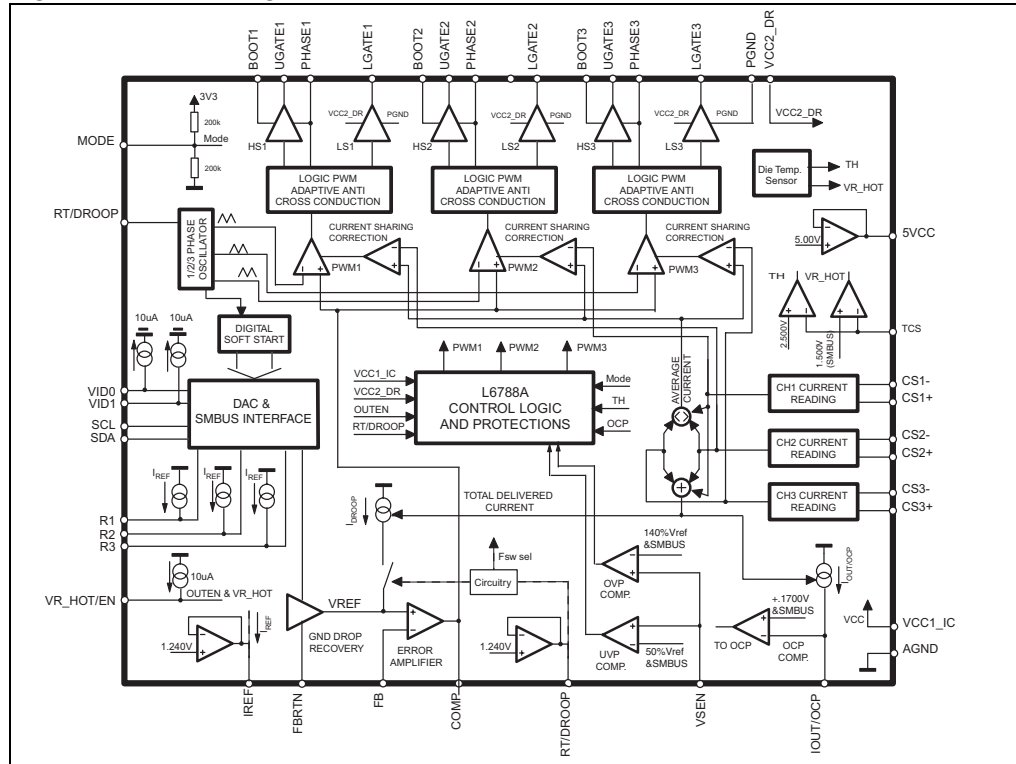 BOOT1
UGATE1
PHASE1
LGATE1
BOOT2
UGATE2
PHASE2
LGATE2
BOOT3
UGATE3
PHASE3
LGATE3
PGND
VCC2_DR
3V3
200k
Mode
200k
MODE
HS1
VCC2_DR
PGND
LS1
HS2
VCC2_DR
PGND
LS2
HS3
VCC2_DR
PGND
LS3
VCC2_DR
Die Temp.
Sensor
TH
VR_HOT
LOGIC PWM
ADAPTIVE ANTI
CROSS CONDUCTION
LOGIC PWM
ADAPTIVE ANTI
CROSS CONDUCTION
LOGIC PWM
ADAPTIVE ANTI
CROSS CONDUCTION
RT/DROOP
1/2/3 PHASE
OSCILLATOR
CURRENT SHARING
CORRECTION
PWM1
CURRENT SHARING
CORRECTION
PWM2
CURRENT SHARING
CORRECTION
PWM3
5.00V
5VCC
TH
VR_HOT
2.500V
1.500V
(SMBUS)
TCS
10uA
10uA
DIGITAL
SOFT START
PWM1
PWM2
PWM3
VID0
VID1
SCL
SDA
DAC &
SMBUS INTERFACE
VCC1_IC
VCC2_DR
OUTEN
RT/DROOP
L6788A
CONTROL LOGIC
AND PROTECTIONS
Mode
TH
OCP
AVERAGE
CURRENT
CH1 CURRENT
READING
CS1-
CS1+
CH2 CURRENT
READING
CS2-
CS2+
CH3 CURRENT
READING
CS3-
CS3+
IREF
IREF
IREF
R1
R2
R3
IDROOP
TOTAL DELIVERED
CURRENT
140%Vref
&SMBUS
OVP
COMP.
IOUT/OCP
Fsw sel
Circuitry
10uA
VR_HOT/EN
OUTEN & VR_HOT
IREF
1.240V
VREF
GND DROP
RECOVERY
ERROR
AMPLIFIER
1.240V
UVP
COMP.
50%Vref
&SMBUS
+.1700V
&SMBUS
TO OCP
OCP
COMP.
VCC
VCC1_IC
AGND
IREF
FBRTN
FB
COMP
RT/DROOP
VSEN
IOUT/OCP